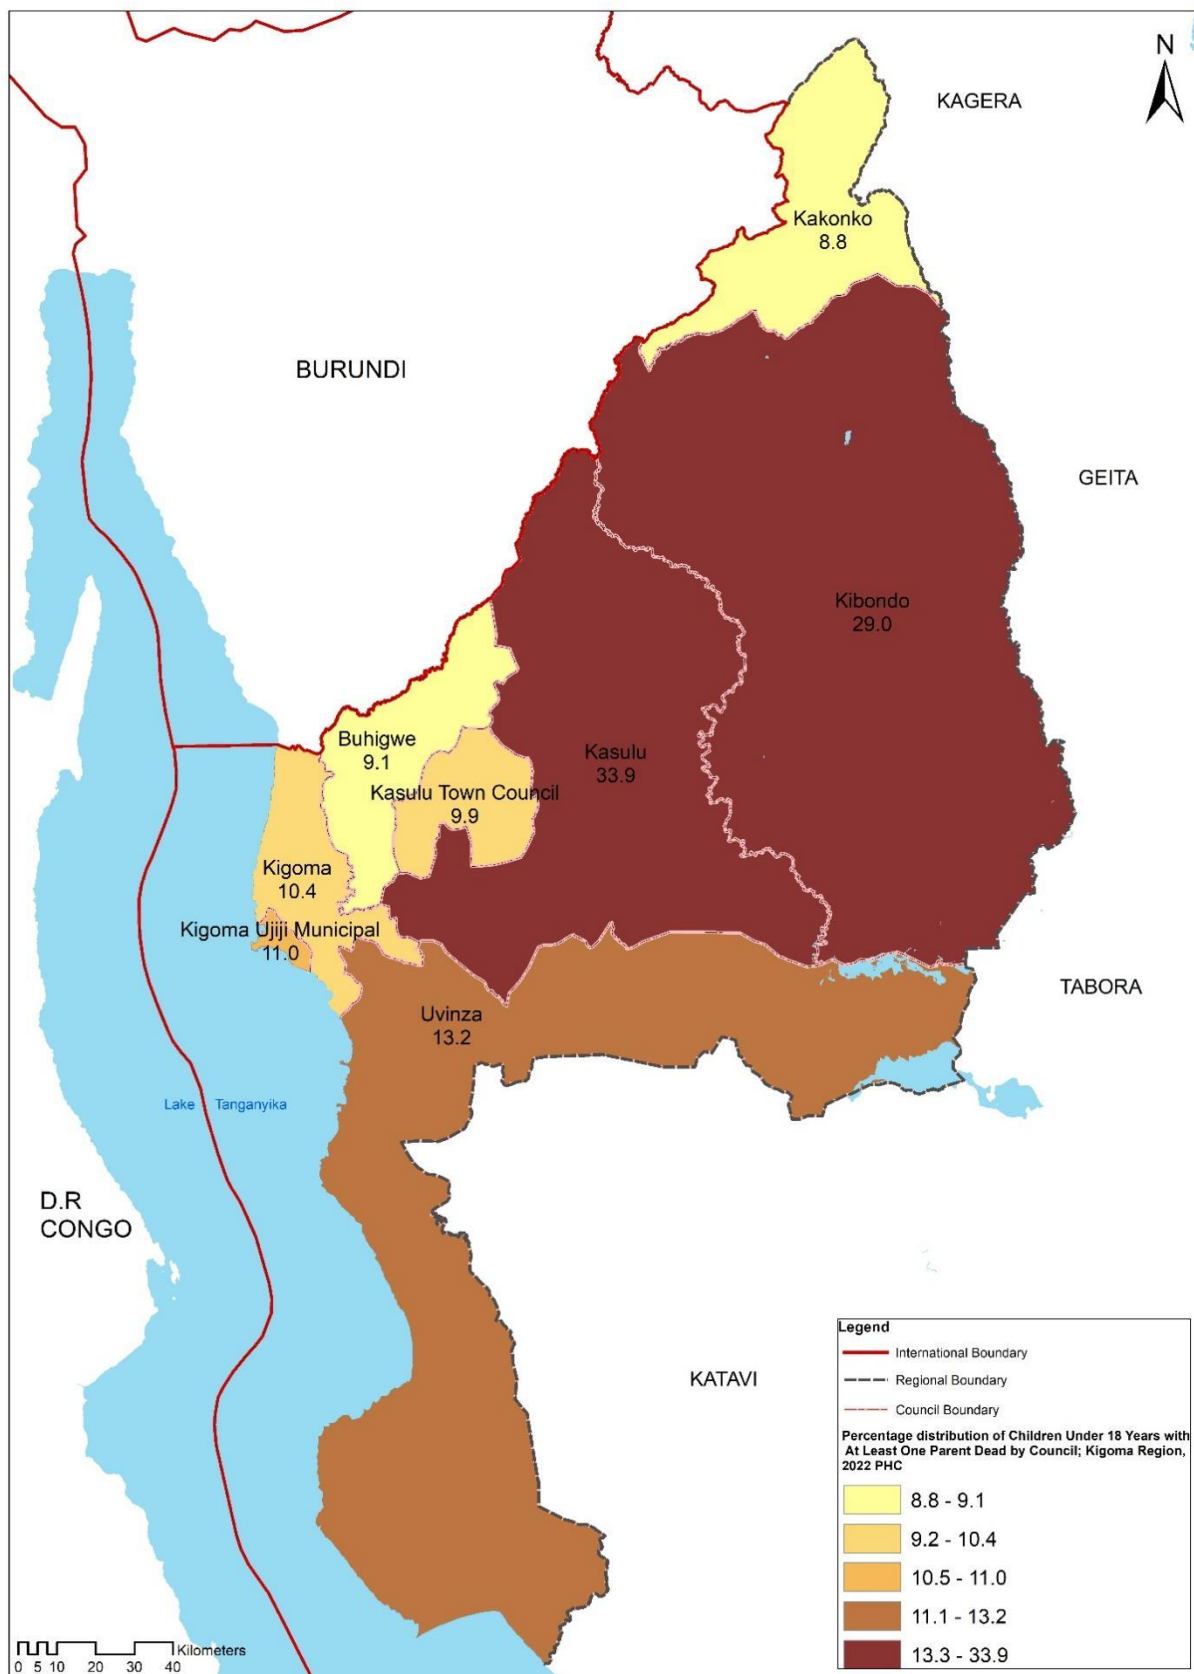 N
KAGERA
Kakonko
8.8
BURUNDI
GEITA
Kibondo
29.0
Buhigwe
9.1
Kasulu
33.9
Kasulu Town Council
9.9
Kigoma
10.4
Kigoma Ujiji Municipal
11.0
TABORA
Uvinza
13.2
Lake Tanganyika
D.R
CONGO
KATAVI
Legend
International Boundary
Regional Boundary
Council Boundary
Percentage distribution of Children Under 18 Years with
At Least One Parent Dead by Council; Kigoma Region,
2022 PHC
8.8 - 9.1
9.2 - 10.4
10.5 - 11.0
11.1 - 13.2
13.3 - 33.9
Kilometers
0 5 10 20 30 40